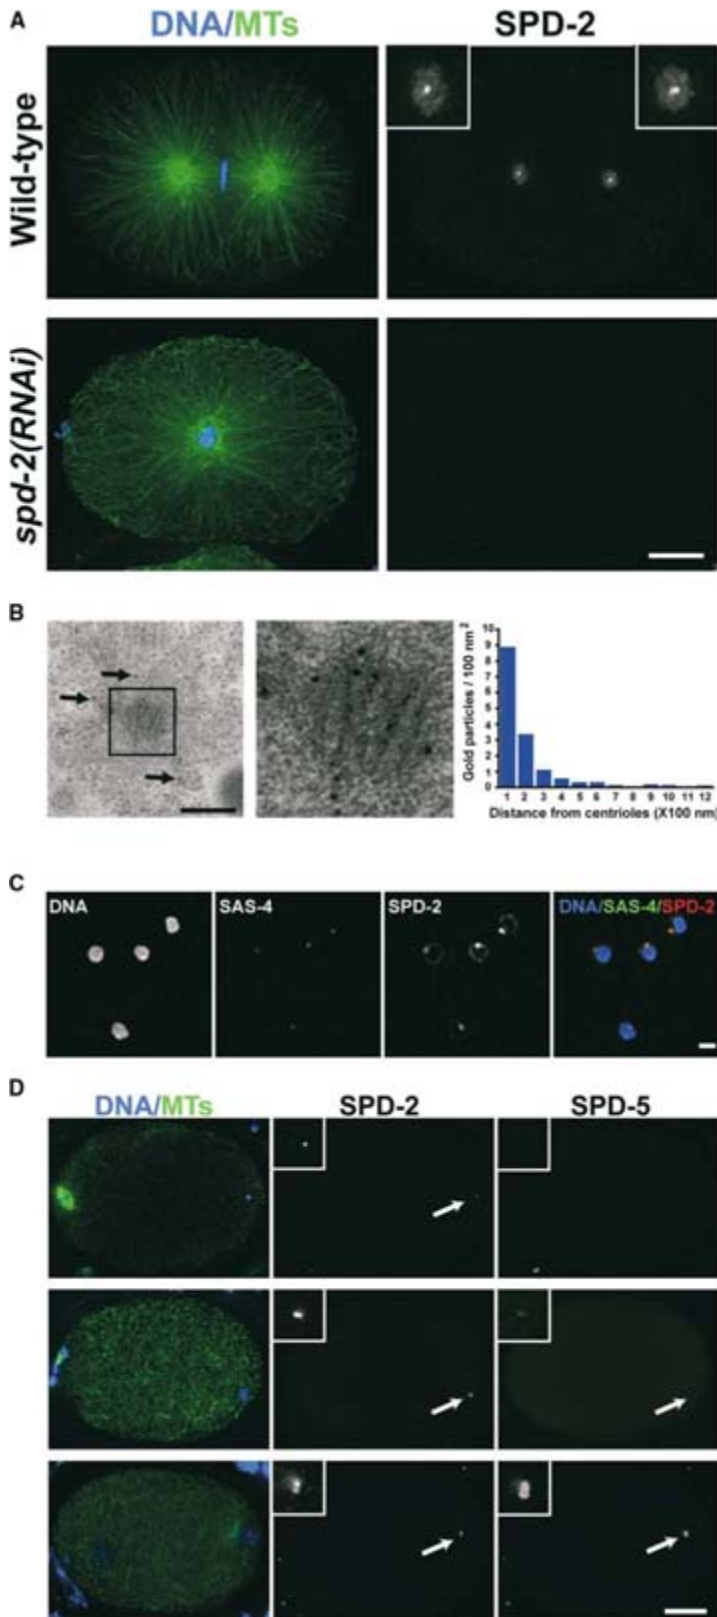 A
DNA/MTs
SPD-2
Wild-type
spd-2(RNAi)
B
Gold particles / 100 nm 2
10
9
8
7
6
5
4
3
2
1
0
1 2 3 4 5 6 7 8 9 10 11 12
Distance from centrioles (X100 nm)
C
DNA
SAS-4
SPD-2
DNA/SAS-4/SPD-2
D
DNA/MTs
SPD-2
SPD-5